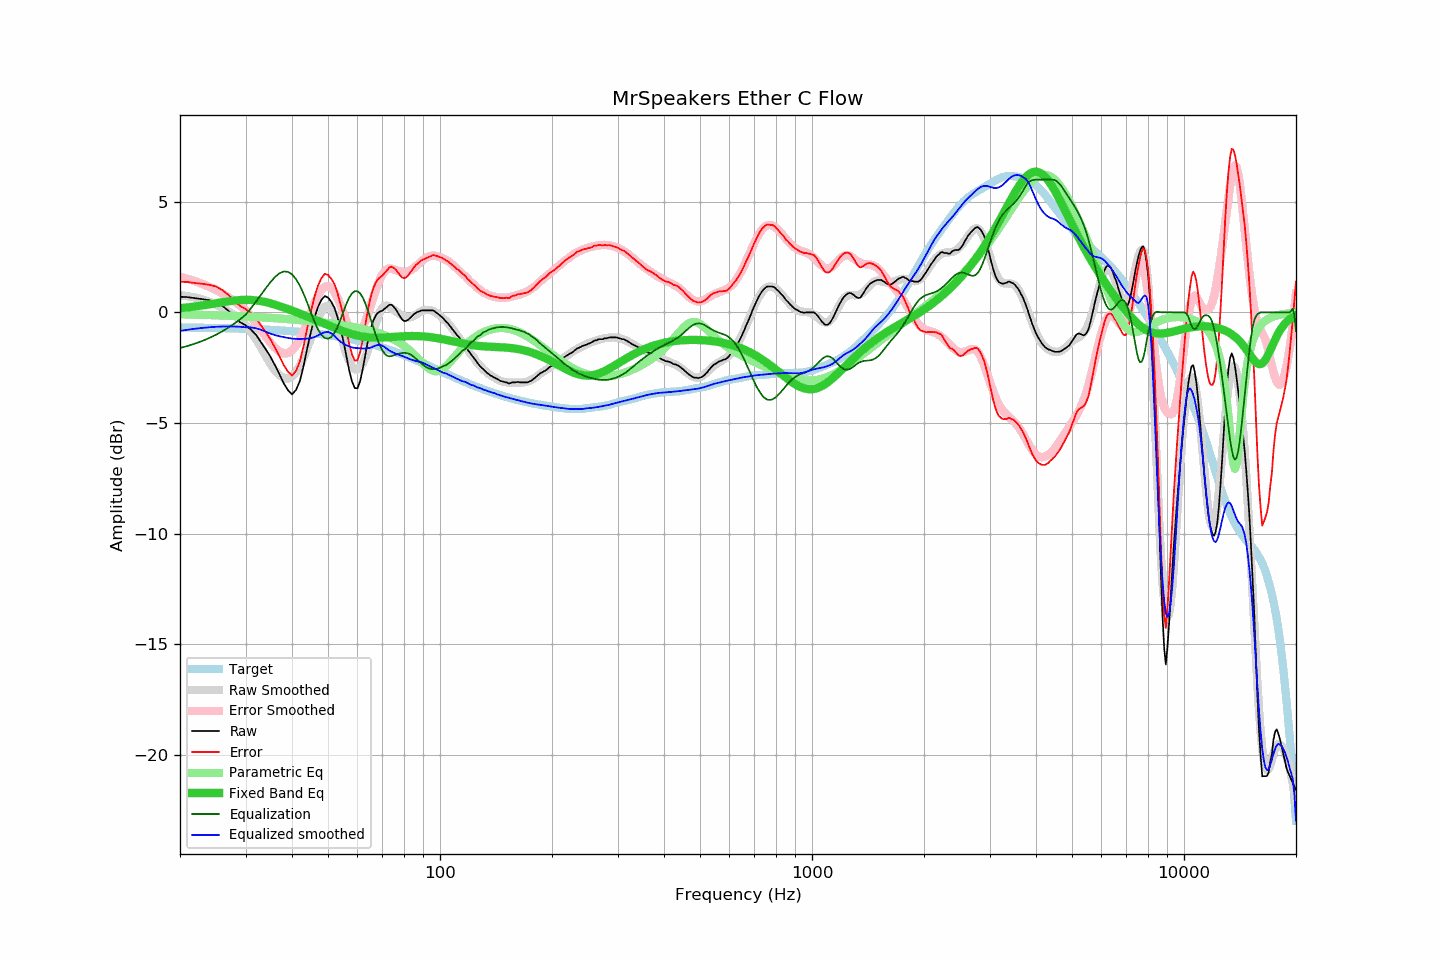 MrSpeakers Ether C Flow
5
0
−5
−10
−15
−20
Amplitude (dBr)
Target
Raw Smoothed
Error Smoothed
Raw
Error
Parametric Eq
Fixed Band Eq
Equalization
Equalized smoothed
100
1000
10000
Frequency (Hz)